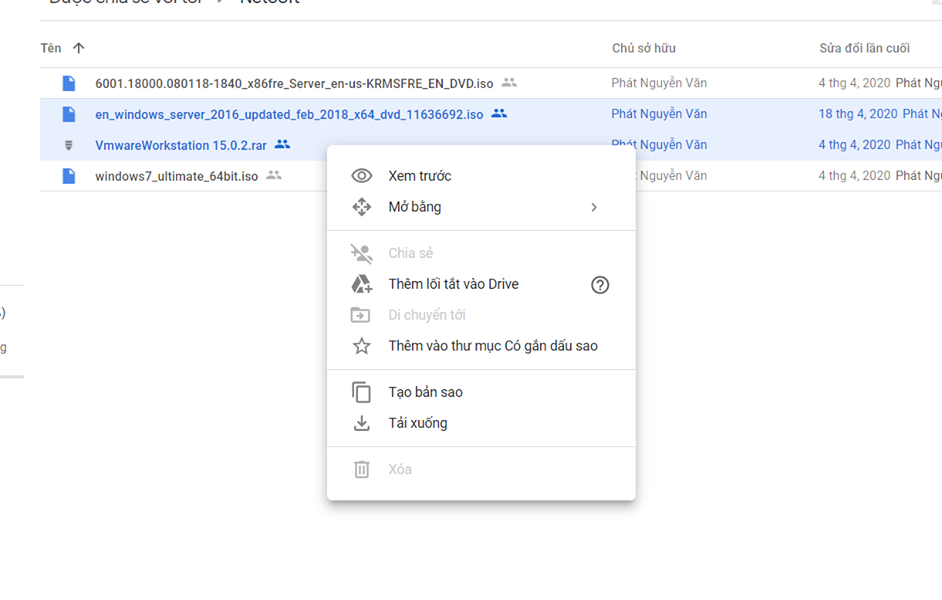 NetSoft
Tên
Chủ sở hữu
Sửa đổi lần cuối
6001.18000.080118-1840_x86fre_Server_en-us-KRMSFRE_EN_DVD.iso
Phát Nguyễn Văn
4 thg 4, 2020 Phát
en_windows_server_2016_updated_feb_2018_x64_dvd_11636692.iso
Phát Nguyễn Văn
18 thg 4, 2020 Phát
VmwareWorkstation 15.0.2.rar
Phát Nguyễn Văn
4 thg 4, 2020 Phát
windows7_ultimate_64bit.iso
Nguyễn Văn
4 thg 4, 2020 Phát
Xem trước
Mở bằng
Chia sẻ
Thêm lối tắt vào Drive
Di chuyển tới
Thêm vào thư mục Có gắn dấu sao
Tạo bản sao
Tải xuống
Xóa